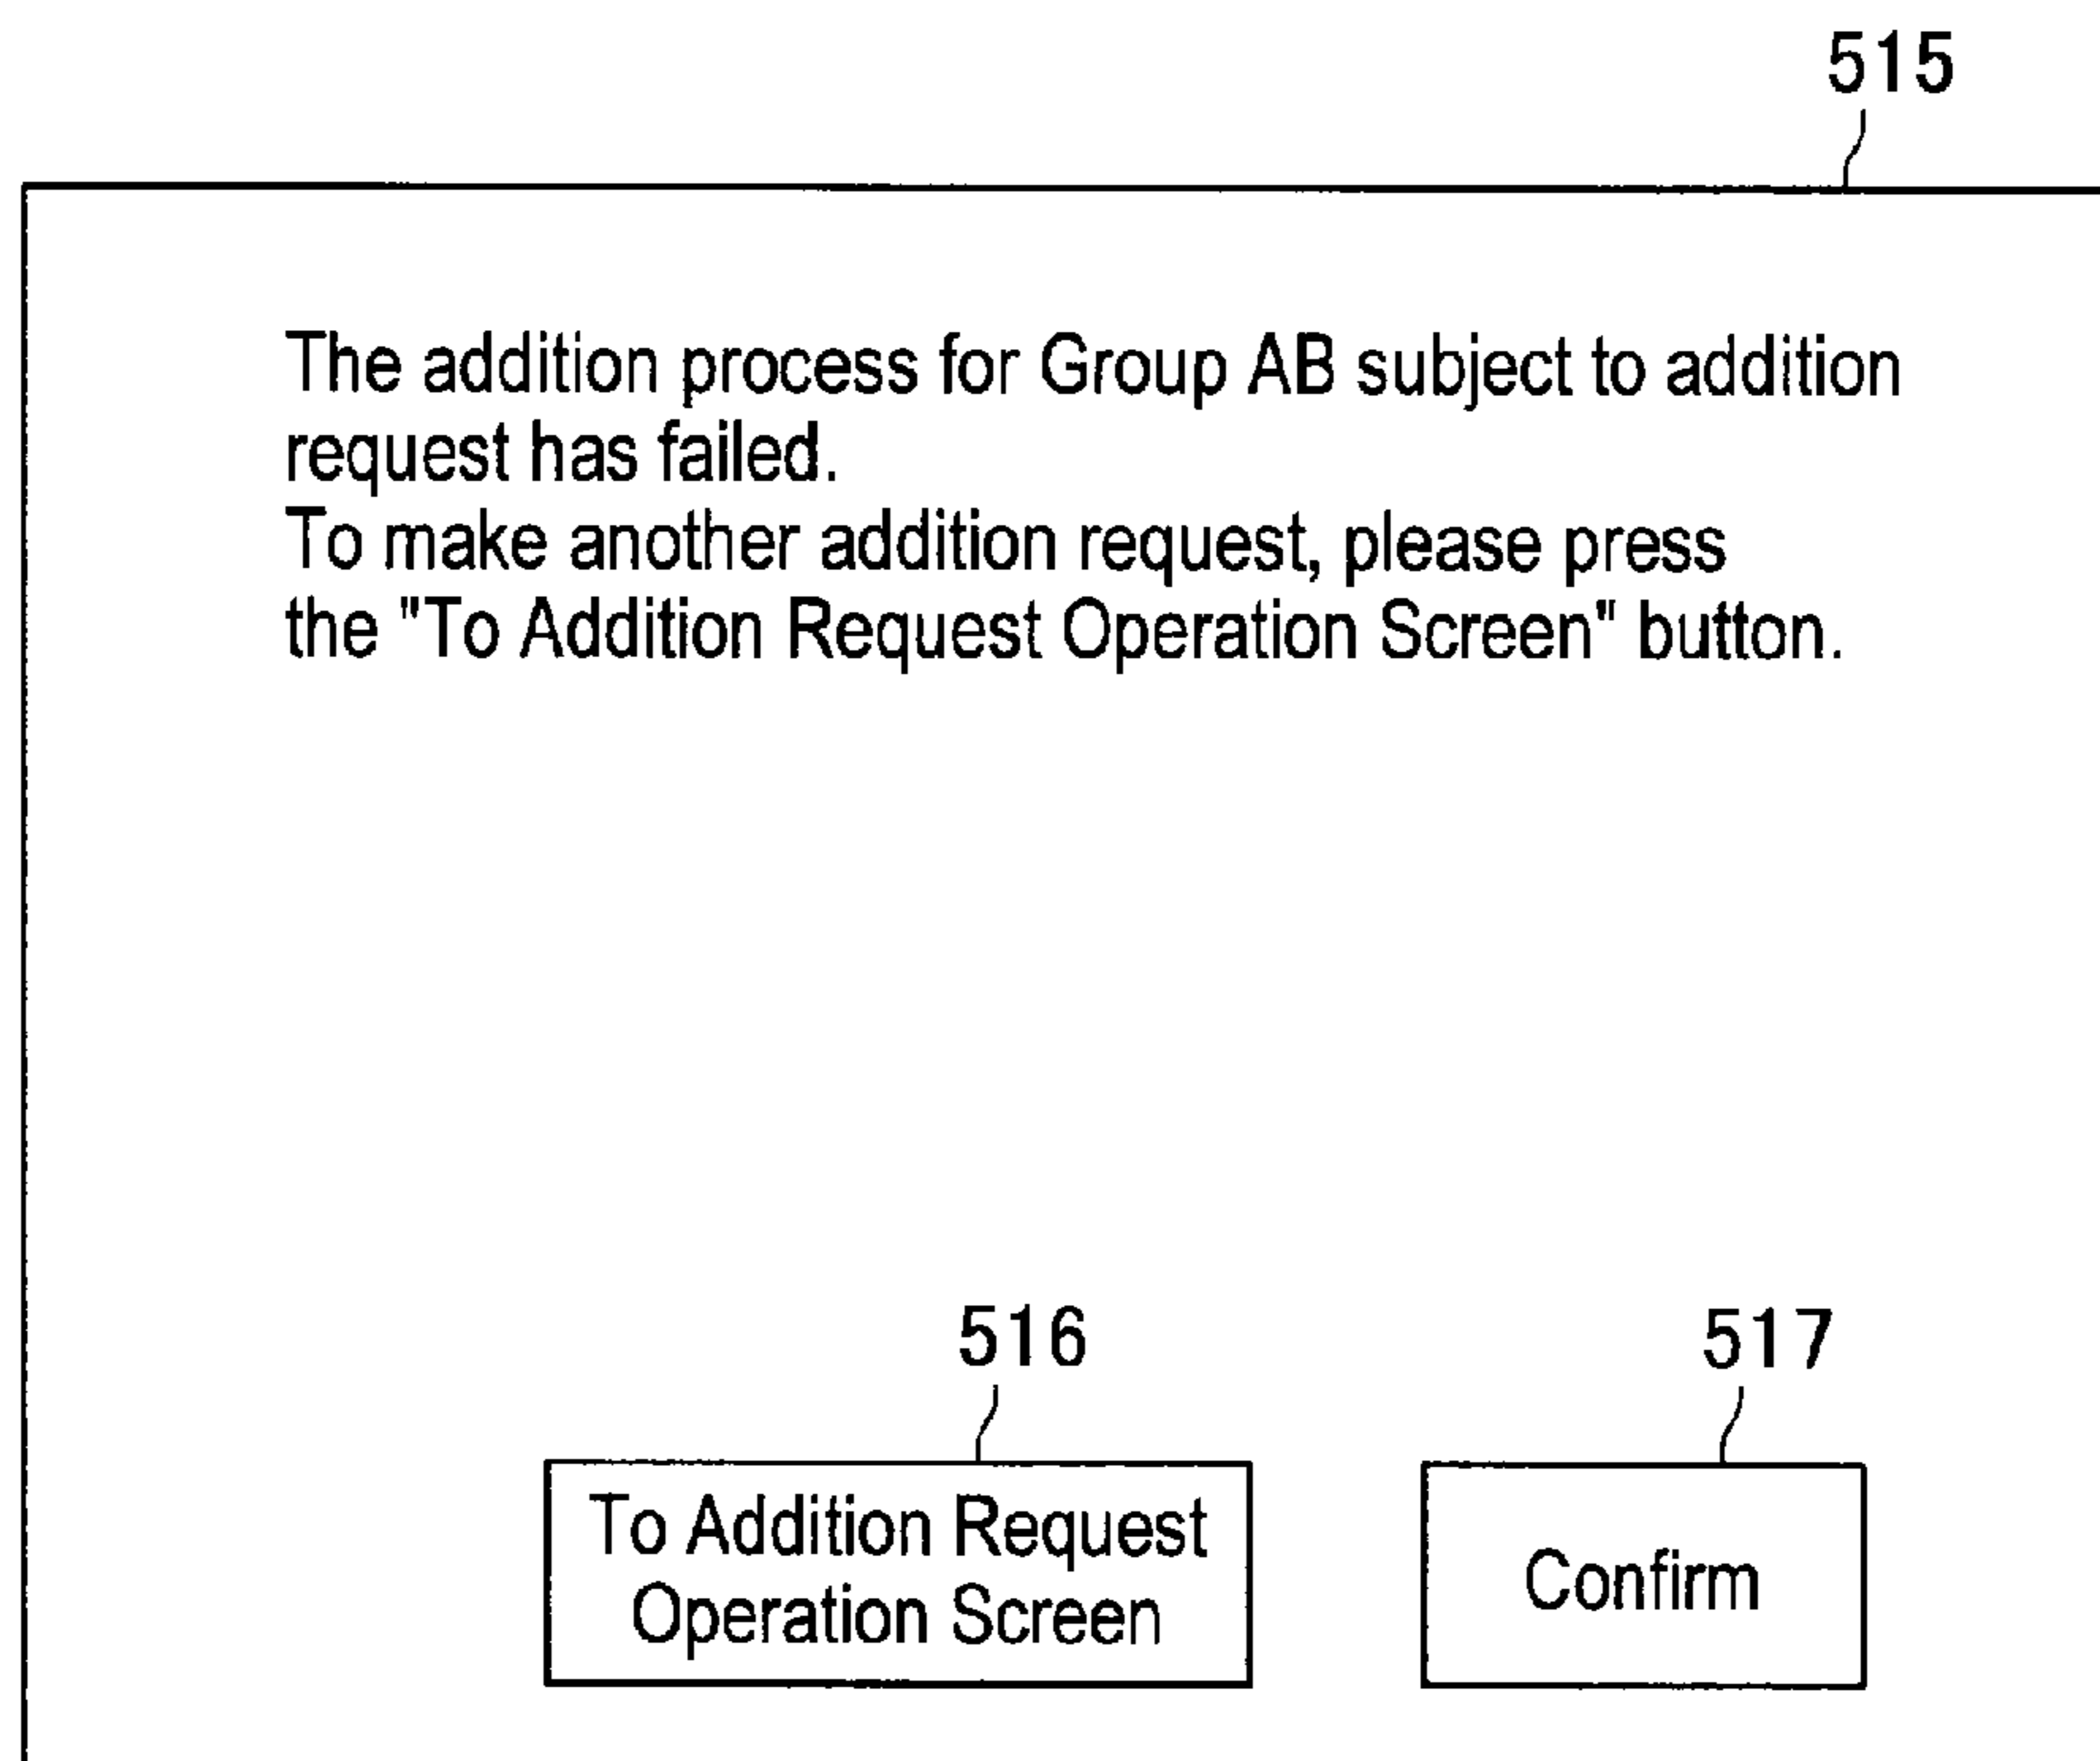 515
The addition process for Group AB subject to addition
request has failed.
To make another addition request, please press
the "To Addition Request Operation Screen" button.
516
517
To Addition Request
Operation Screen
Confirm